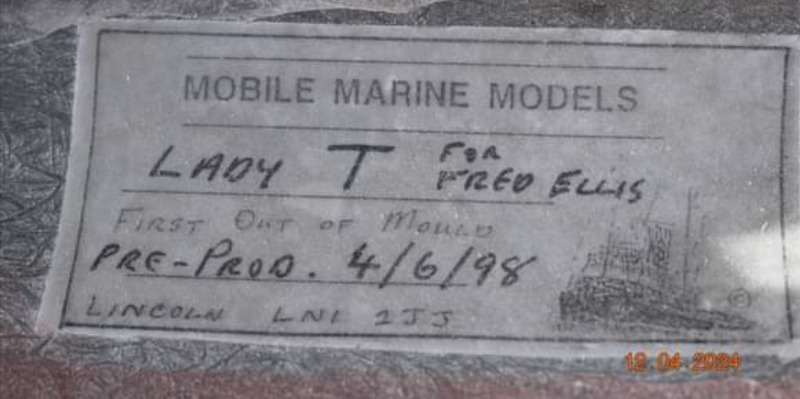 MOBILE MARINE MODELS
LADY T FOR FRED ELLIS
FIRST OUT OF MOULD
PRE-PROD. 4/6/98
LINCOLN LN1 2JJ
©
12.04.2024